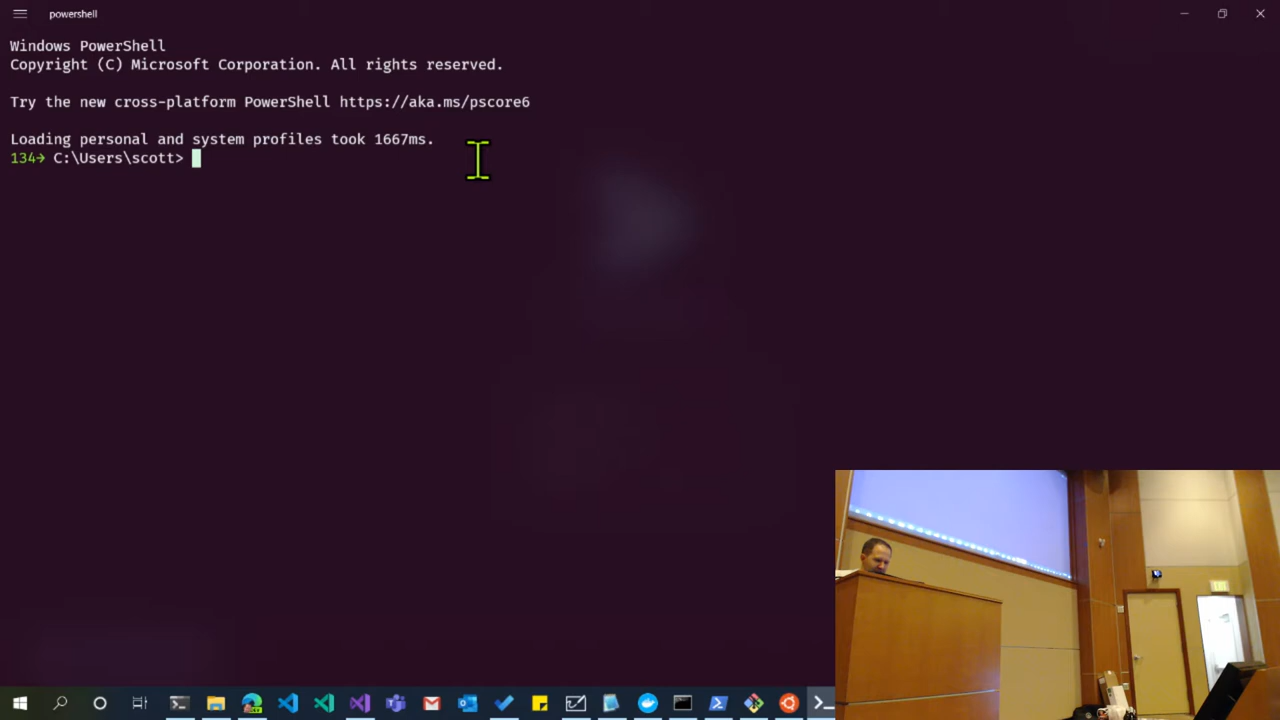 powershell
Windows PowerShell
Copyright (C) Microsoft Corporation. All rights reserved.
Try the new cross-platform PowerShell https://aka.ms/pscore6
Loading personal and system profiles took 1667ms.
134→ C:\Users\scott>